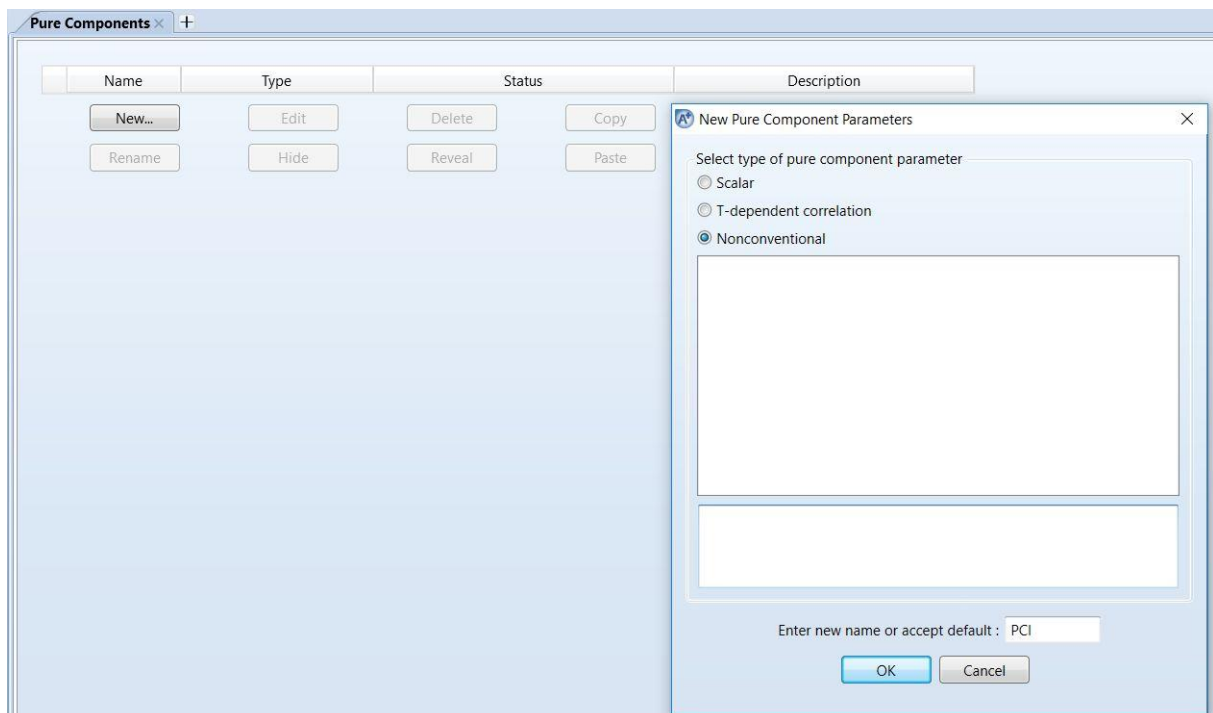 Pure Components × +
Name Type Status Description
New... Edit Delete Copy
Rename Hide Reveal Paste
New Pure Component Parameters
Select type of pure component parameter
Scalar
T-dependent correlation
Nonconventional
Enter new name or accept default : PCI
OK Cancel